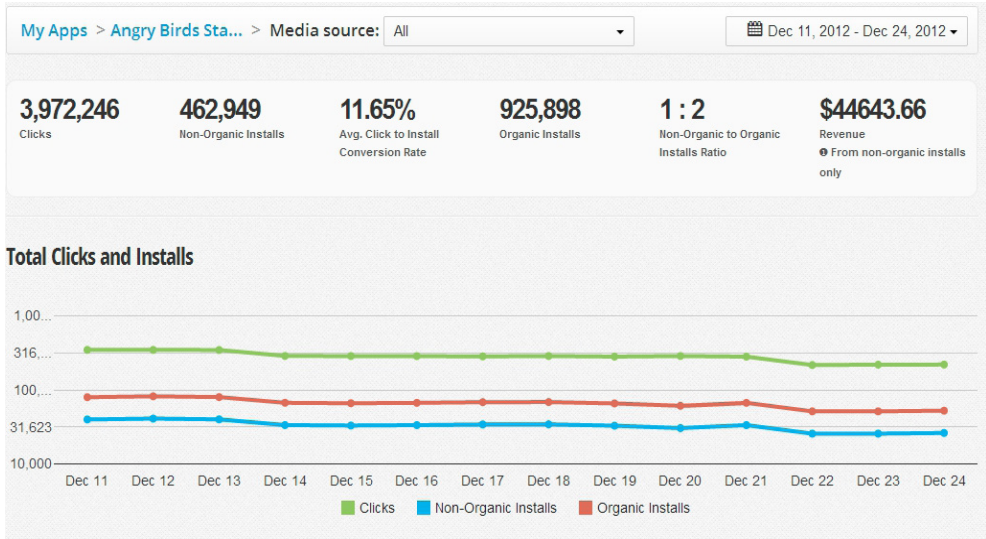 My Apps > Angry Birds Sta... > Media source: All Dec 11, 2012 - Dec 24, 2012
3,972,246 462,949 11.65% 925,898 1 : 2 $44643.66
Clicks Non-Organic Installs Avg. Click to Install Organic Installs Non-Organic to Organic Revenue
Conversion Rate Installs Ratio From non-organic installs
only
Total Clicks and Installs
1,00...
316,...
100,...
31,623
10,000
Dec 11 Dec 12 Dec 13 Dec 14 Dec 15 Dec 16 Dec 17 Dec 18 Dec 19 Dec 20 Dec 21 Dec 22 Dec 23 Dec 24
Clicks Non-Organic Installs Organic Installs